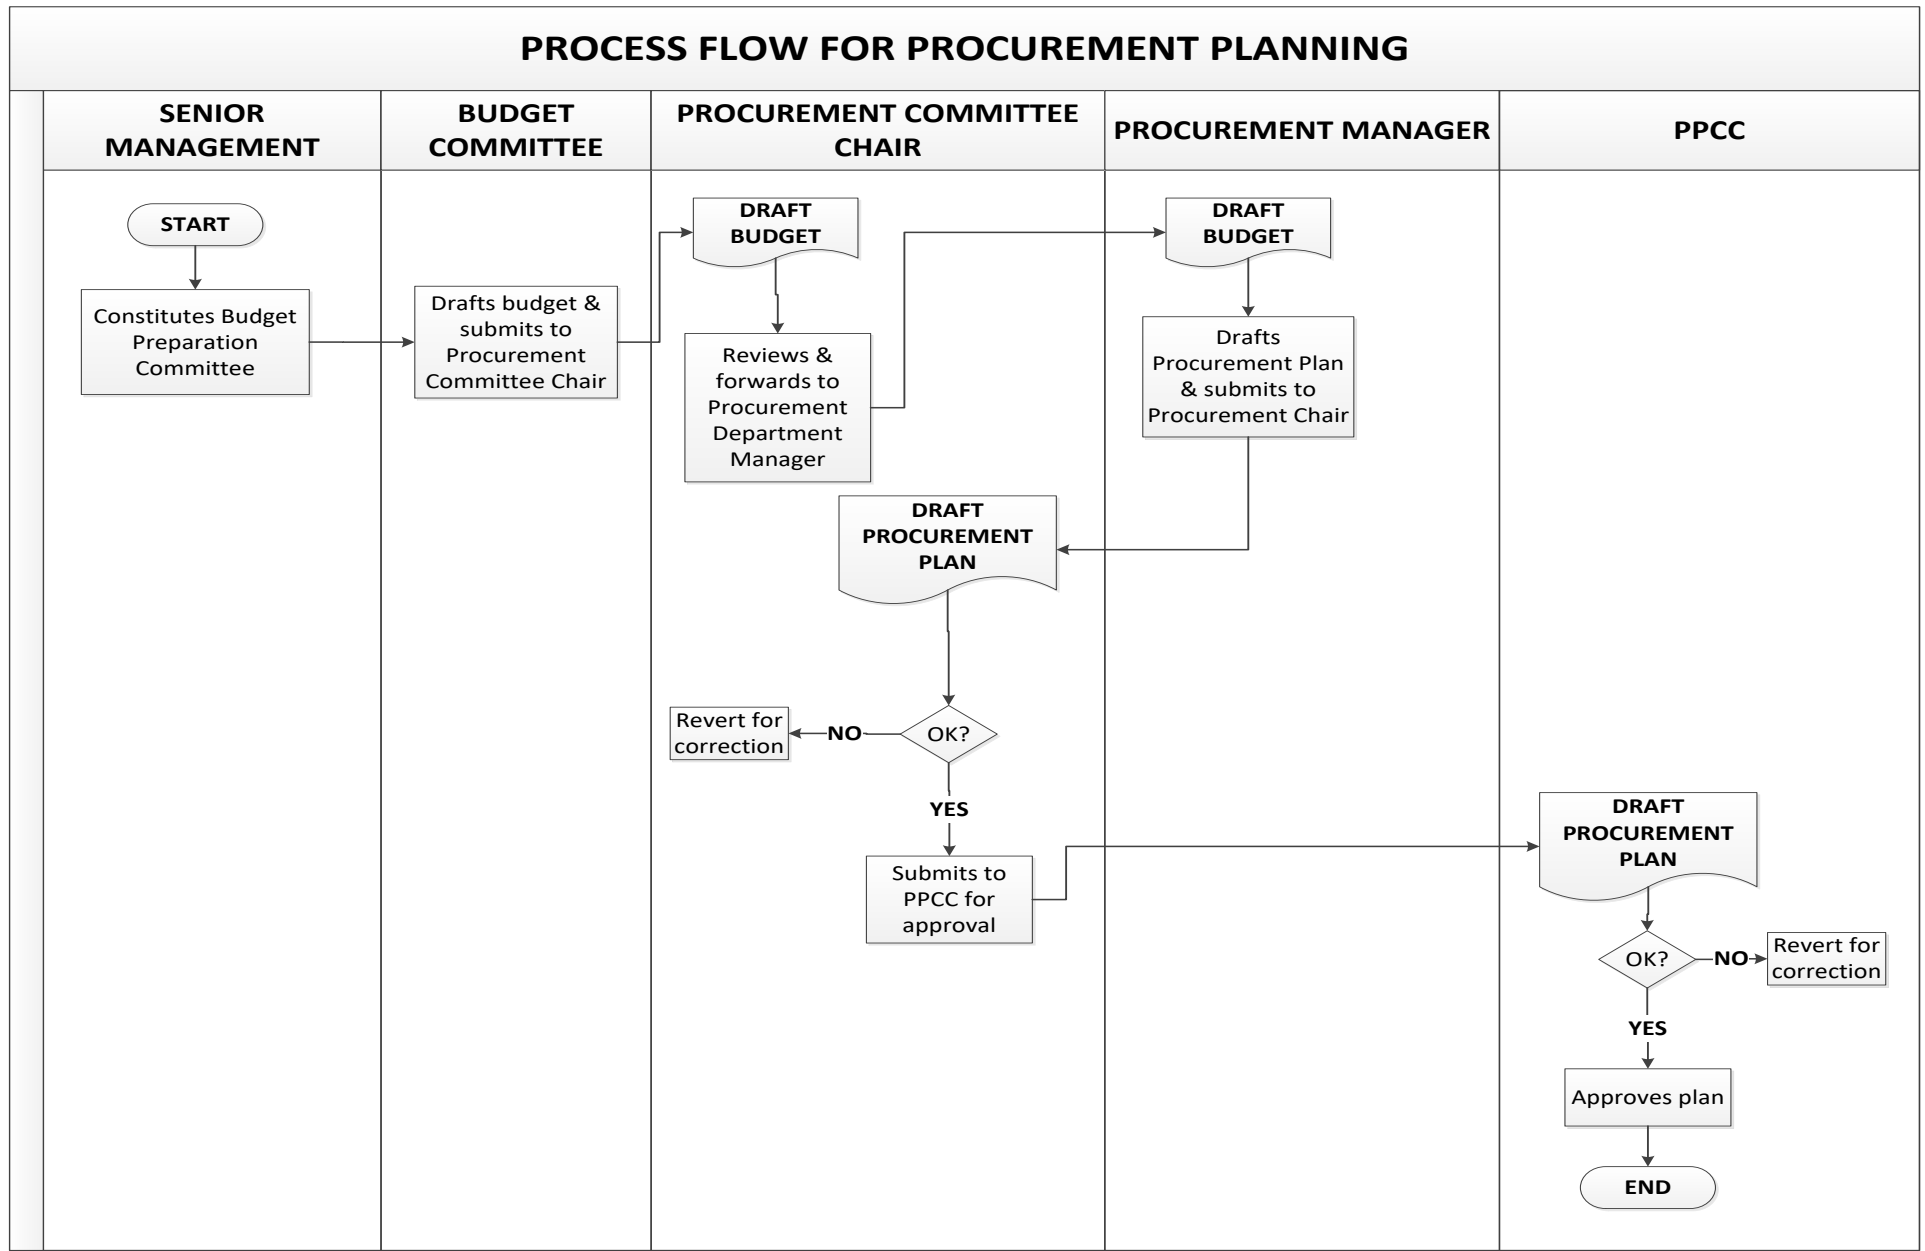 PROCESS FLOW FOR PROCUREMENT PLANNING
SENIOR
MANAGEMENT
BUDGET
COMMITTEE
PROCUREMENT COMMITTEE
CHAIR
PROCUREMENT MANAGER
PPCC
START
Constitutes Budget
Preparation
Committee
Drafts budget &
submits to
Procurement
Committee Chair
DRAFT
BUDGET
Reviews &
forwards to
Procurement
Department
Manager
DRAFT
BUDGET
Drafts
Procurement Plan
& submits to
Procurement Chair
DRAFT
PROCUREMENT
PLAN
OK?
NO
Revert for
correction
YES
Submits to
PPCC for
approval
DRAFT
PROCUREMENT
PLAN
OK?
NO
Revert for
correction
YES
Approves plan
END